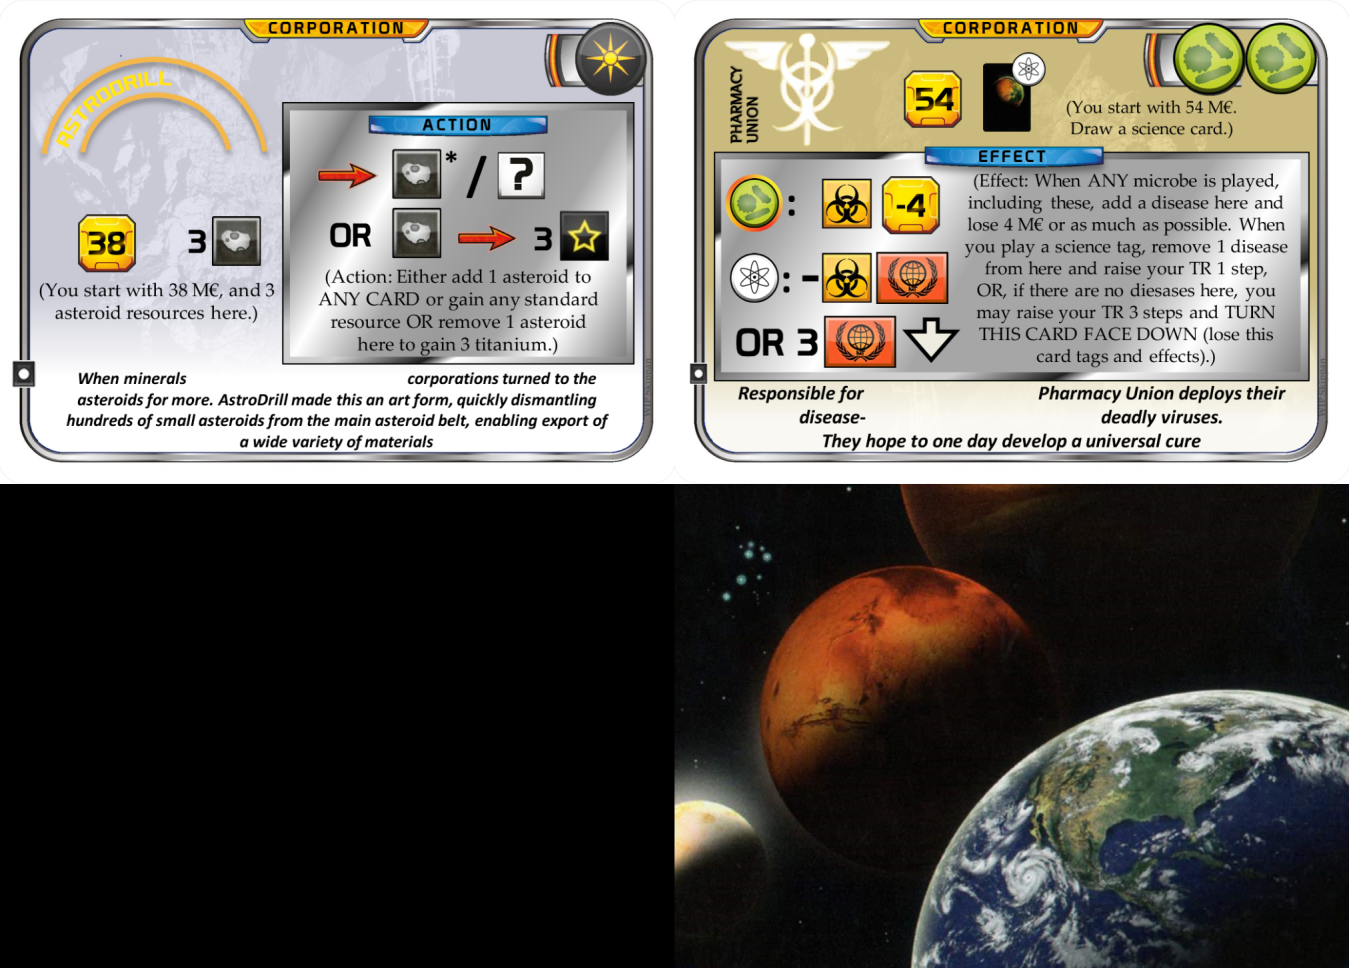 CORPORATION
ASTRODRILL
38
3
(You start with 38 M€, and 3
asteroid resources here.)
ACTION
* / ?
OR
3
(Action: Either add 1 asteroid to
ANY CARD or gain any standard
resource OR remove 1 asteroid
here to gain 3 titanium.)
When minerals corporations turned to the
asteroids for more. AstroDrill made this an art form, quickly dismantling
hundreds of small asteroids from the main asteroid belt, enabling export of
a wide variety of materials
CORPORATION
PHARMACY
UNION
54
(You start with 54 M€.
Draw a science card.)
EFFECT
: -4
: -
OR 3
(Effect: When ANY microbe is played,
including these, add a disease here and
lose 4 M€ or as much as possible. When
you play a science tag, remove 1 disease
from here and raise your TR 1 step,
OR, if there are no diesases here, you
may raise your TR 3 steps and TURN
THIS CARD FACE DOWN (lose this
card tags and effects).)
Responsible for Pharmacy Union deploys their
disease- deadly viruses.
They hope to one day develop a universal cure